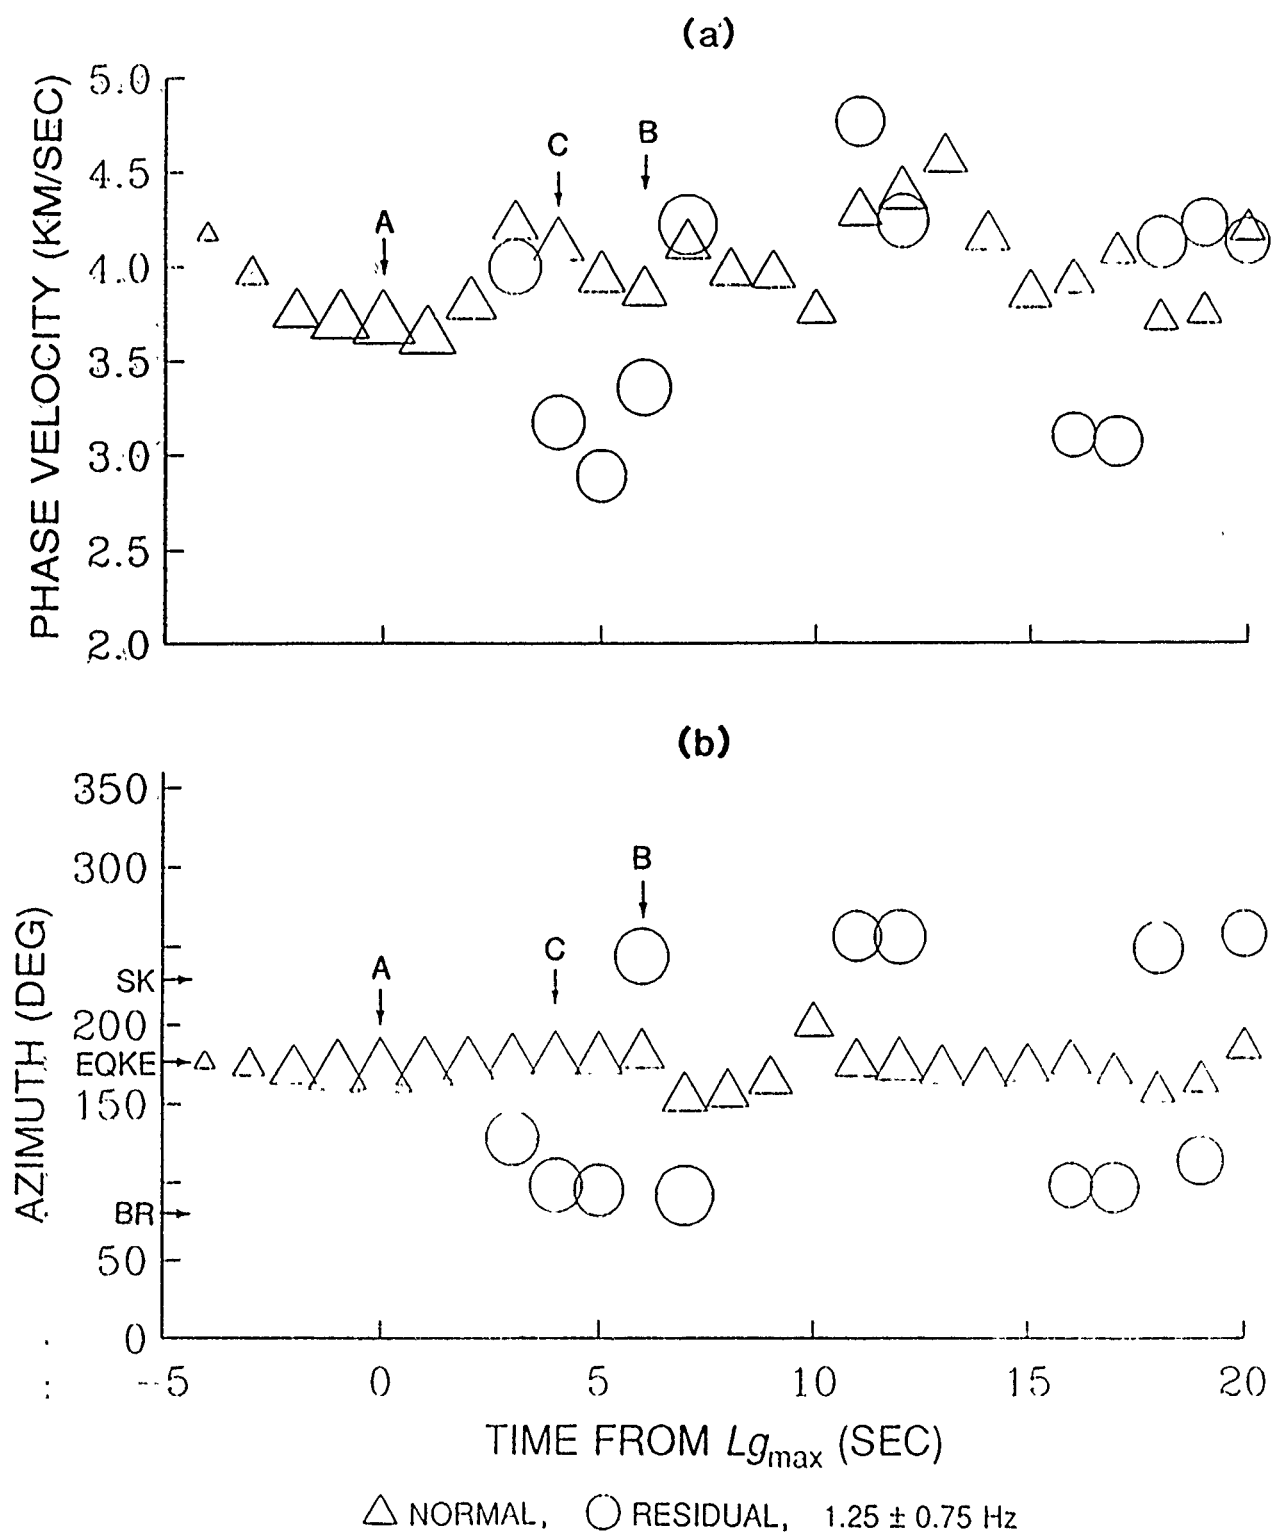 (a)
PHASE VELOCITY (KM/SEC)
5.0
4.5
4.0
3.5
3.0
2.5
2.0
A
C
B
(b)
AZIMUTH (DEG)
350
300
SK
200
EQKE
150
BR
50
0
A
C
B
-5 0 5 10 15 20
TIME FROM Lgmax (SEC)
△ NORMAL, ○ RESIDUAL, 1.25 ± 0.75 Hz